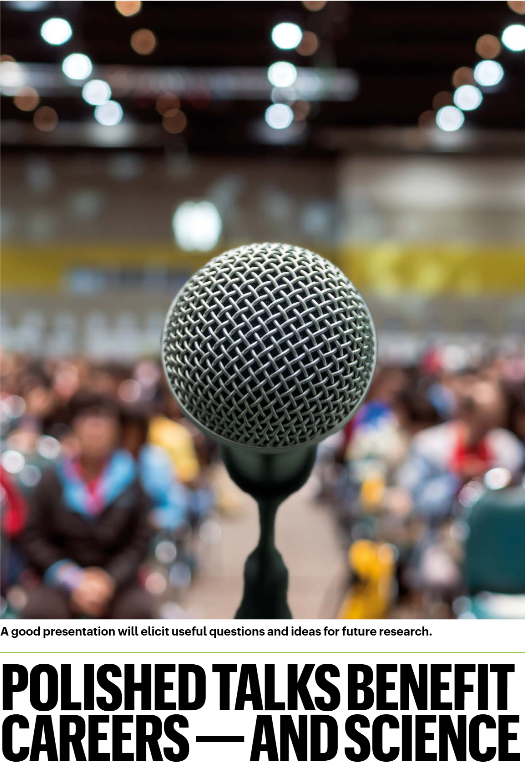 A good presentation will elicit useful questions and ideas for future research.
POLISHED TALKS BENEFIT
CAREERS — AND SCIENCE